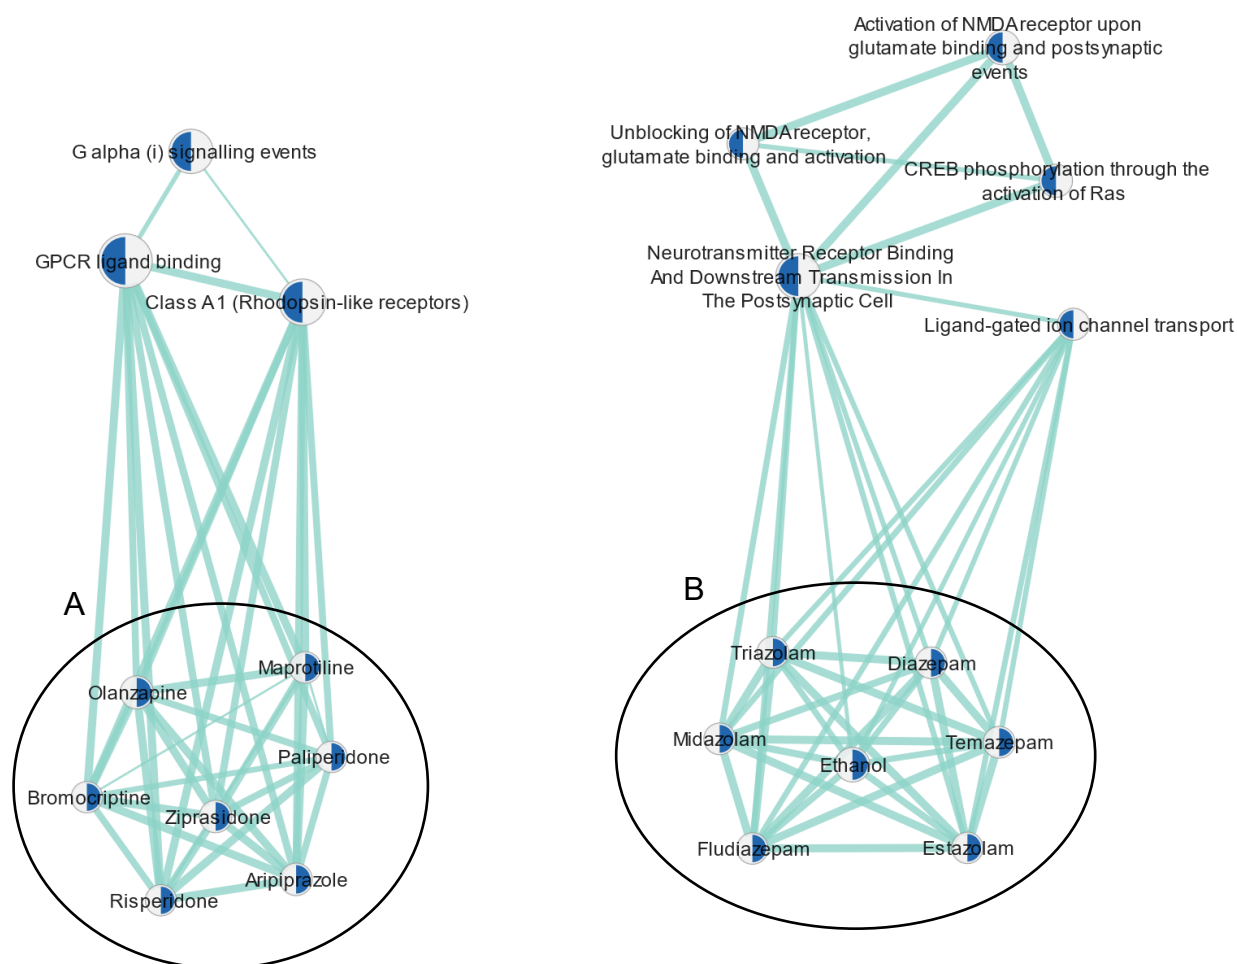 G alpha (i) signalling events
GPCR ligand binding
Class A1 (Rhodopsin-like receptors)
A
Maprotiline
Olanzapine
Paliperidone
Bromocriptine
Ziprasidone
Aripiprazole
Risperidone
Activation of NMDA receptor upon
glutamate binding and postsynaptic
events
Unblocking of NMDA receptor,
glutamate binding and activation
CREB phosphorylation through the
activation of Ras
Neurotransmitter Receptor Binding
And Downstream Transmission In
The Postsynaptic Cell
Ligand-gated ion channel transport
B
Triazolam
Diazepam
Midazolam
Temazepam
Ethanol
Fludiazepam
Estazolam